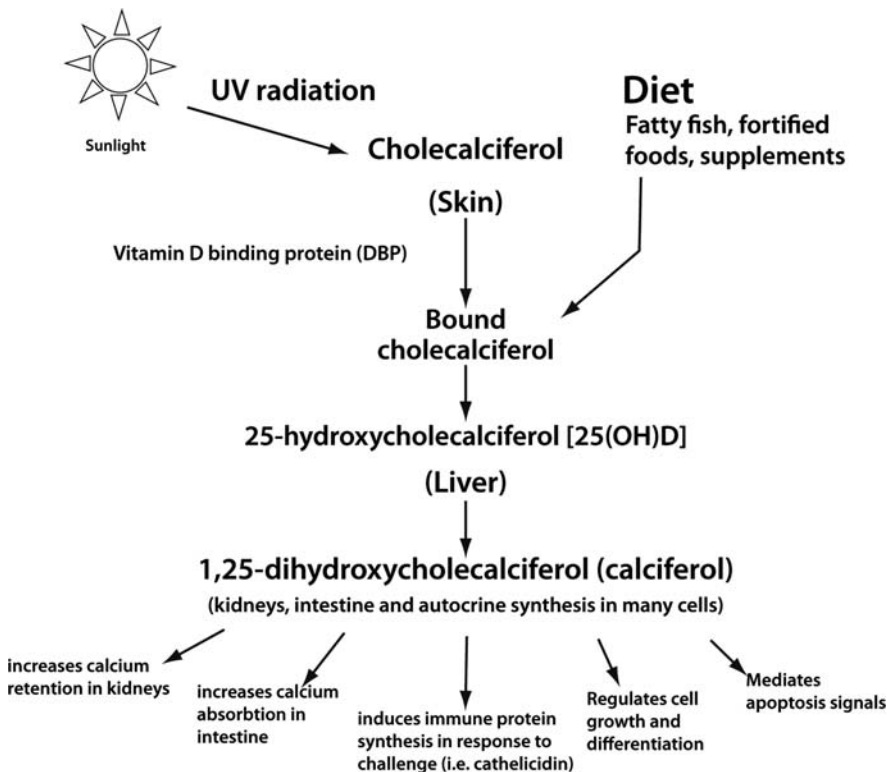 UV radiation
Sunlight
Diet
Fatty fish, fortified
foods, supplements
Cholecalciferol
(Skin)
Vitamin D binding protein (DBP)
Bound
cholecalciferol
25-hydroxycholecalciferol [25(OH)D]
(Liver)
1,25-dihydroxycholecalciferol (calciferol)
(kidneys, intestine and autocrine synthesis in many cells)
increases calcium
retention in kidneys
increases calcium
absorbtion in
intestine
induces immune protein
synthesis in response to
challenge (i.e. cathelicidin)
Regulates cell
growth and
differentiation
Mediates
apoptosis signals